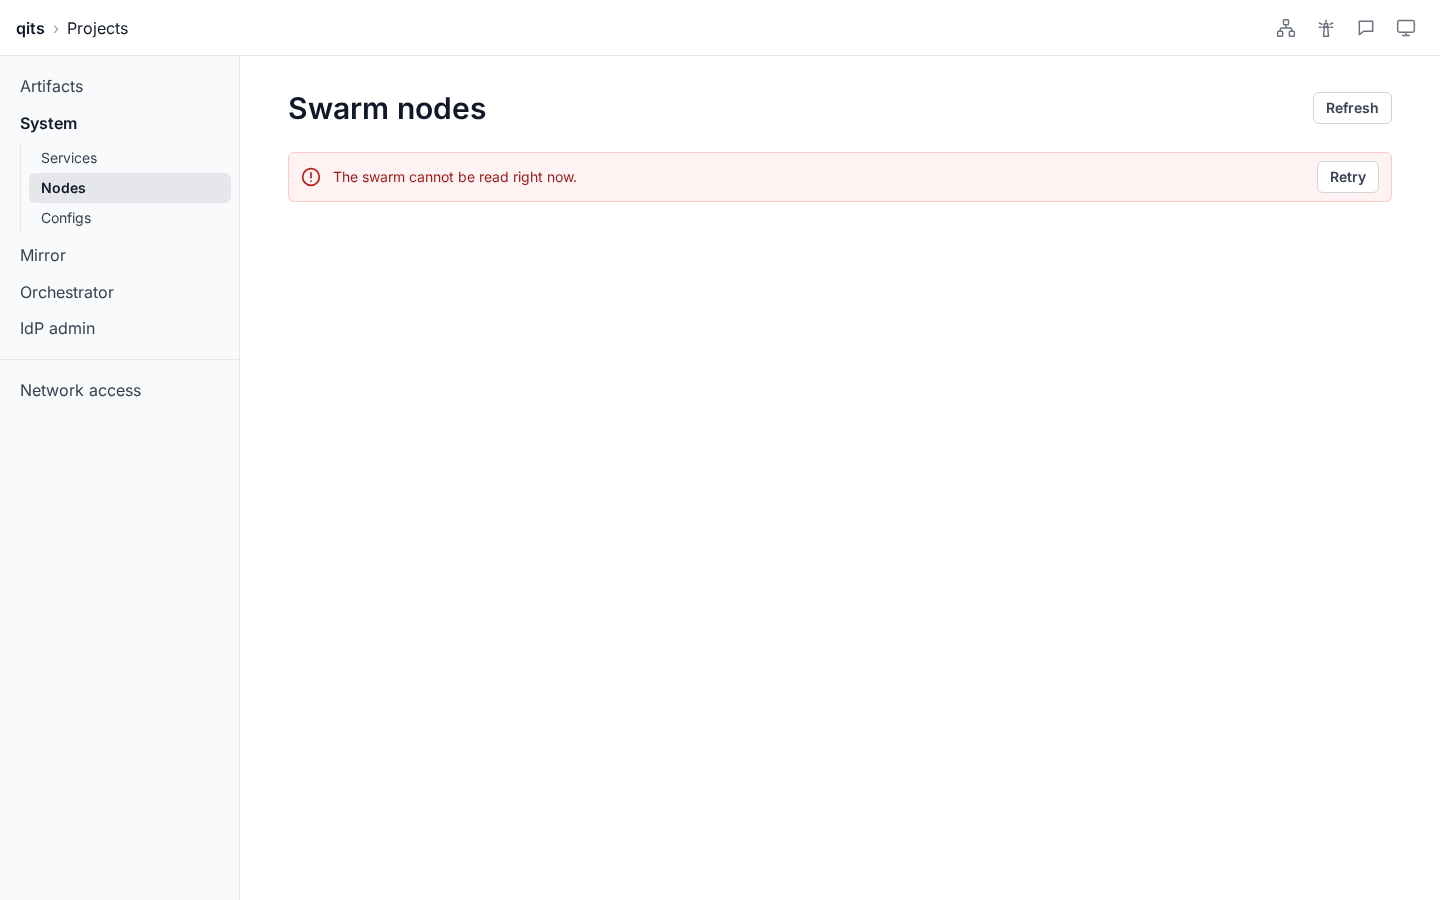 qits › Projects
Artifacts
System
Services
Nodes
Configs
Mirror
Orchestrator
IdP admin
Network access
Swarm nodes
Refresh
The swarm cannot be read right now.
Retry